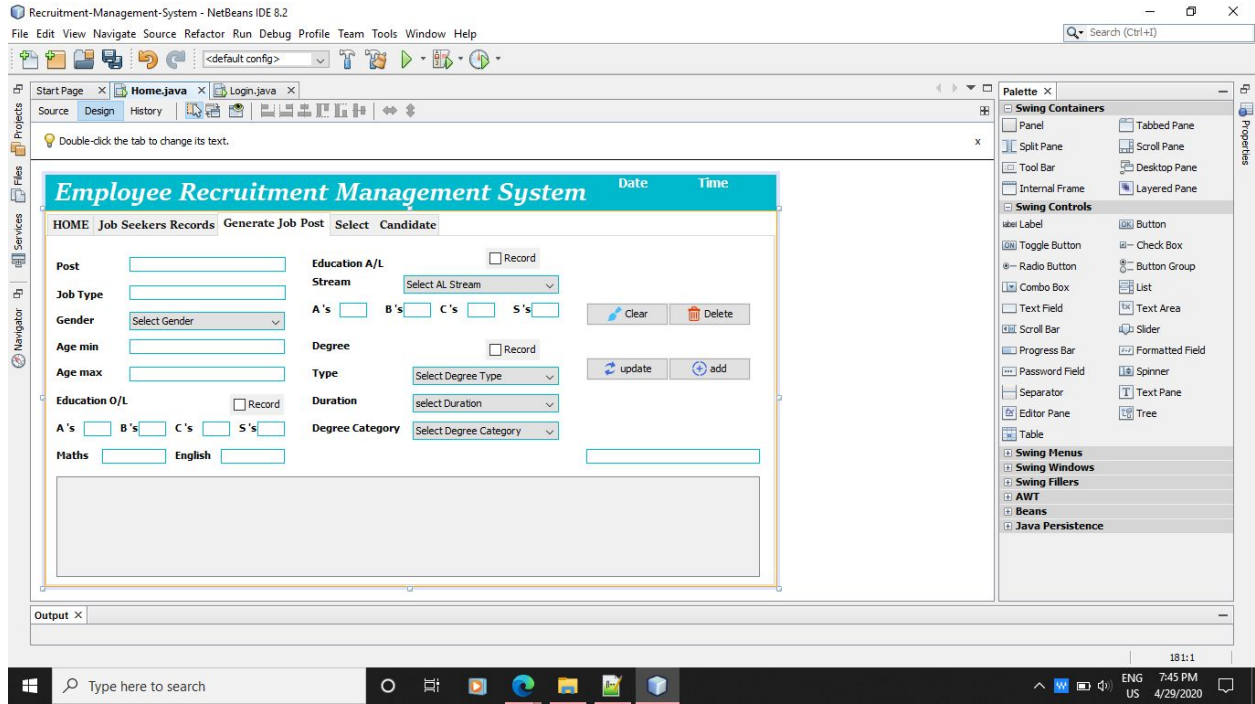 Recruitment-Management-System - NetBeans IDE 8.2
File Edit View Navigate Source Refactor Run Debug Profile Team Tools Window Help
Search (Ctrl+I)
<default config>
Start Page Home.java Login.java
Source Design History
Double-click the tab to change its text.
Projects
Files
Services
Navigator
Employee Recruitment Management System
Date Time
HOME Job Seekers Records Generate Job Post Select Candidate
Post
Job Type
Gender Select Gender
Age min
Age max
Education O/L Record
A 's B 's C 's S 's
Maths English
Education A/L Record
Stream Select AL Stream
A 's B 's C 's S 's
Degree Record
Type Select Degree Type
Duration select Duration
Degree Category Select Degree Category
Clear Delete
update add
Palette
Swing Containers
Panel Tabbed Pane
Split Pane Scroll Pane
Tool Bar Desktop Pane
Internal Frame Layered Pane
Swing Controls
label Label OK Button
ON Toggle Button Check Box
Radio Button Button Group
Combo Box List
Text Field Text Area
Scroll Bar Slider
Progress Bar Formatted Field
Password Field Spinner
Separator Text Pane
Editor Pane Tree
Table
Swing Menus
Swing Windows
Swing Fillers
AWT
Beans
Java Persistence
Properties
Output
181:1
Type here to search
ENG
US
7:45 PM
4/29/2020